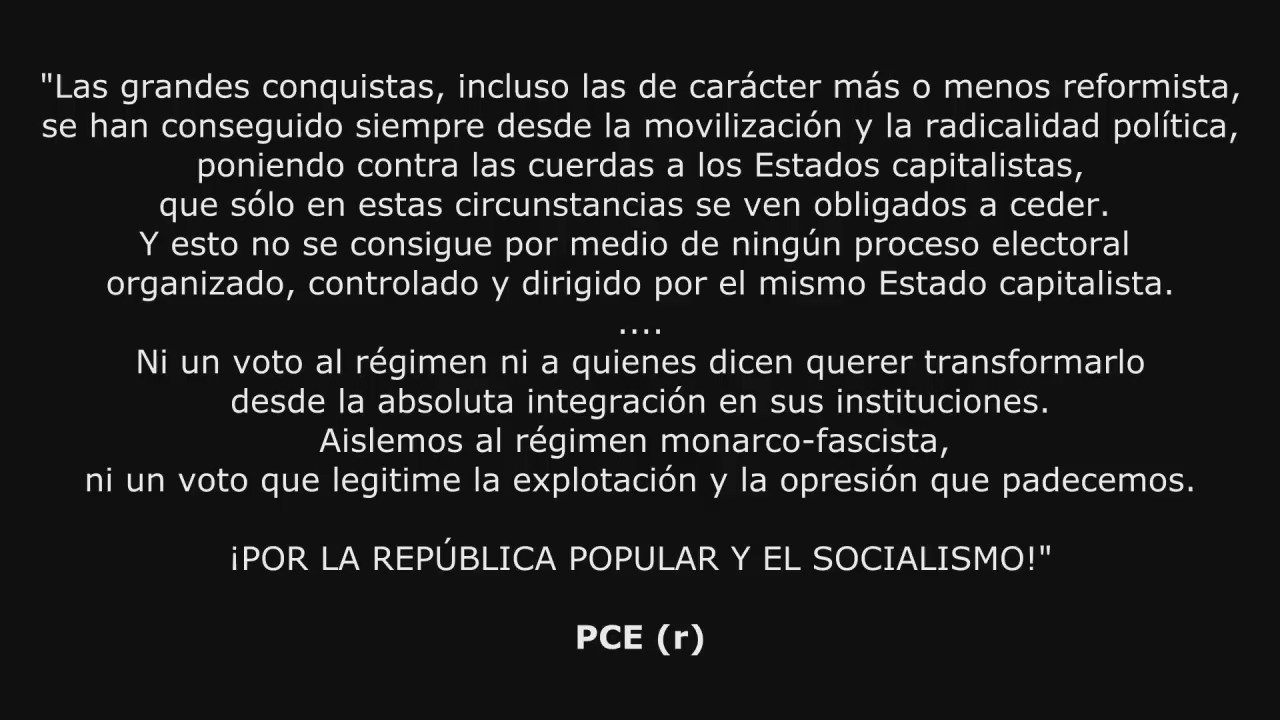 "Las grandes conquistas, incluso las de carácter más o menos reformista,
se han conseguido siempre desde la movilización y la radicalidad política,
poniendo contra las cuerdas a los Estados capitalistas,
que sólo en estas circunstancias se ven obligados a ceder.
Y esto no se consigue por medio de ningún proceso electoral
organizado, controlado y dirigido por el mismo Estado capitalista.
....
Ni un voto al régimen ni a quienes dicen querer transformarlo
desde la absoluta integración en sus instituciones.
Aislemos al régimen monarco-fascista,
ni un voto que legitime la explotación y la opresión que padecemos.
¡POR LA REPÚBLICA POPULAR Y EL SOCIALISMO!"
PCE (r)